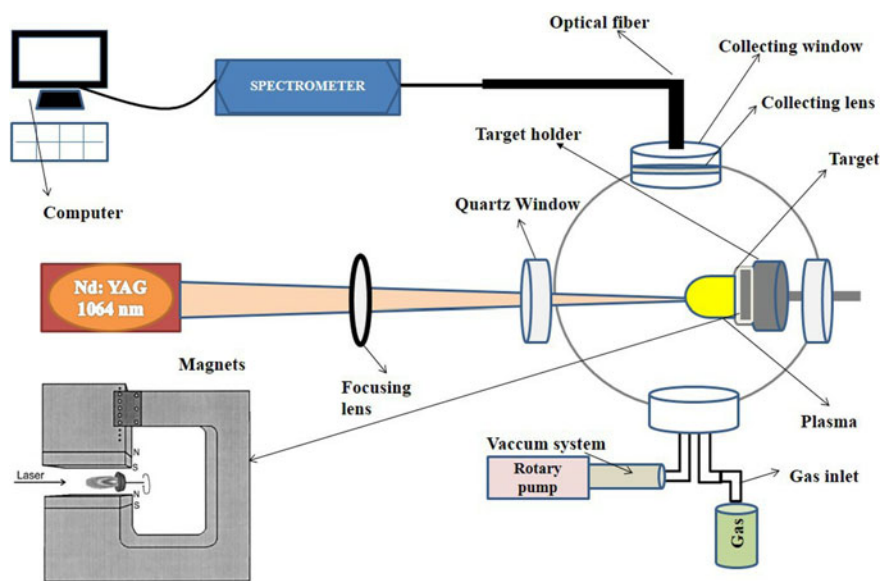 Optical fiber
Collecting window
SPECTROMETER
Collecting lens
Target holder
Target
Computer
Quartz Window
Nd: YAG
1064 nm
Magnets
Focusing
lens
Plasma
Vaccum system
Laser
N
S
N
S
Rotary
pump
Gas inlet
Gas